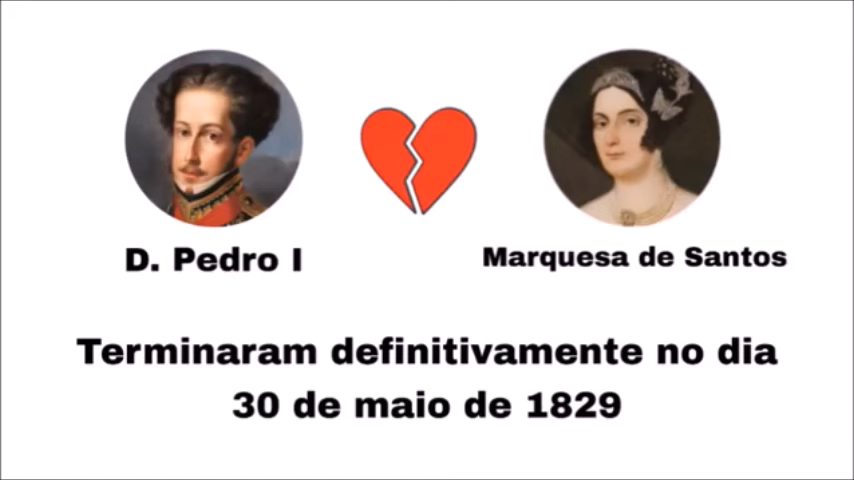 D. Pedro I
Marquesa de Santos
Terminaram definitivamente no dia
30 de maio de 1829